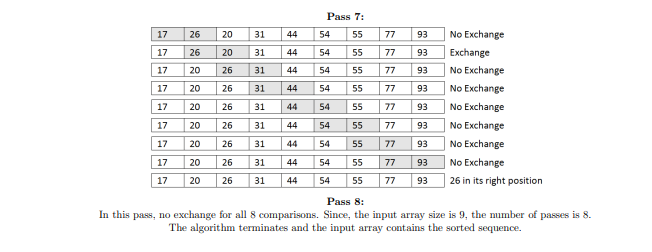 Pass 7:
17 26 20 31 44 54 55 77 93 No Exchange
17 26 20 31 44 54 55 77 93 Exchange
17 20 26 31 44 54 55 77 93 No Exchange
17 20 26 31 44 54 55 77 93 No Exchange
17 20 26 31 44 54 55 77 93 No Exchange
17 20 26 31 44 54 55 77 93 No Exchange
17 20 26 31 44 54 55 77 93 No Exchange
17 20 26 31 44 54 55 77 93 No Exchange
17 20 26 31 44 54 55 77 93 26 in its right position
Pass 8:
In this pass, no exchange for all 8 comparisons. Since, the input array size is 9, the number of passes is 8.
The algorithm terminates and the input array contains the sorted sequence.